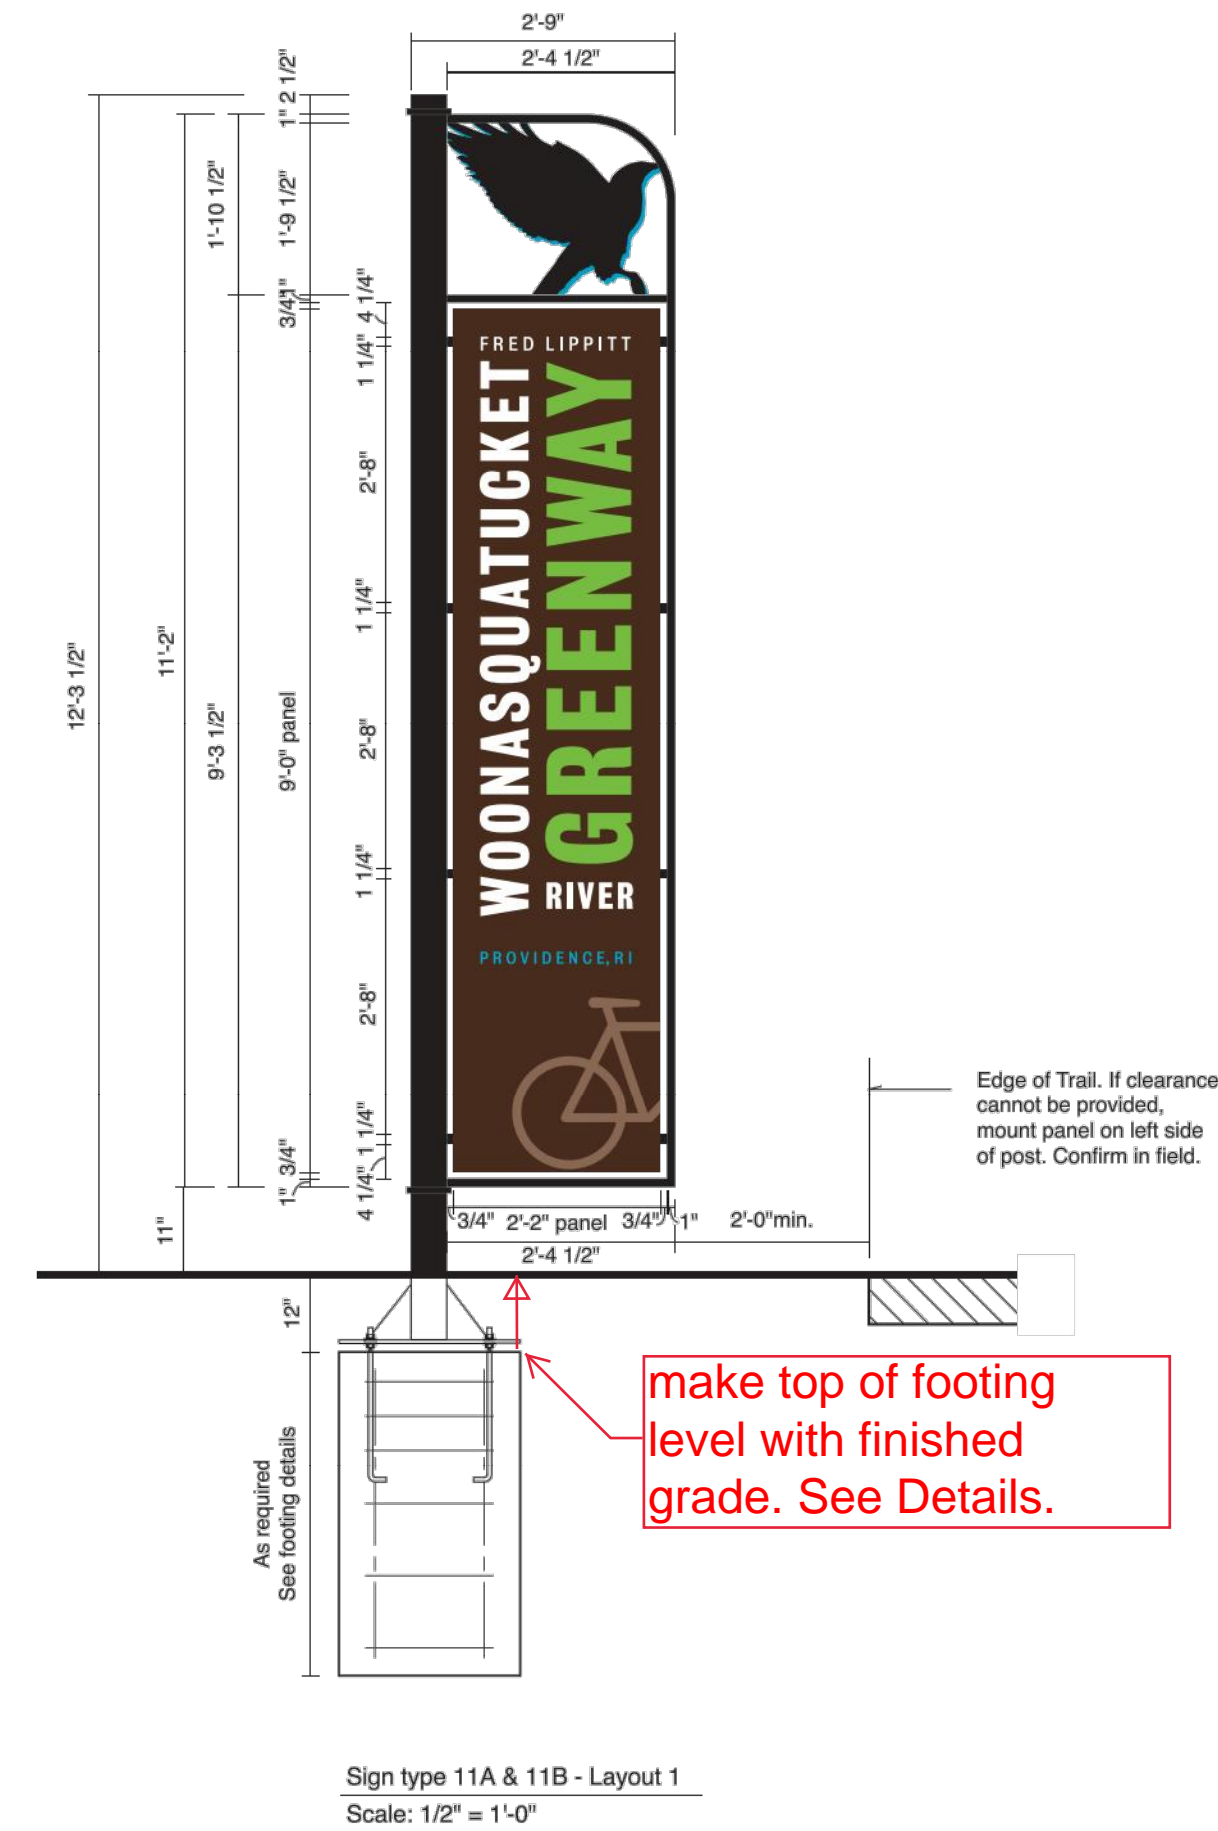 2'-9"
2'-4 1/2"
2 1/2"
1"
1'-10 1/2"
1'-9 1/2"
1"
3/4"
4 1/4"
1 1/4"
2'-8"
1 1/4"
2'-8"
1 1/4"
2'-8"
1 1/4"
4 1/4"
12'-3 1/2"
11'-2"
9'-3 1/2"
9'-0" panel
3/4"
1"
11"
FRED LIPPITT
WOONASQUATUCKET
GREENWAY
RIVER
PROVIDENCE, RI
Edge of Trail. If clearance
cannot be provided,
mount panel on left side
of post. Confirm in field.
3/4" 2'-2" panel 3/4" 1" 2'-0"min.
2'-4 1/2"
12"
make top of footing
level with finished
grade. See Details.
As required
See footing details
Sign type 11A & 11B - Layout 1
Scale: 1/2" = 1'-0"